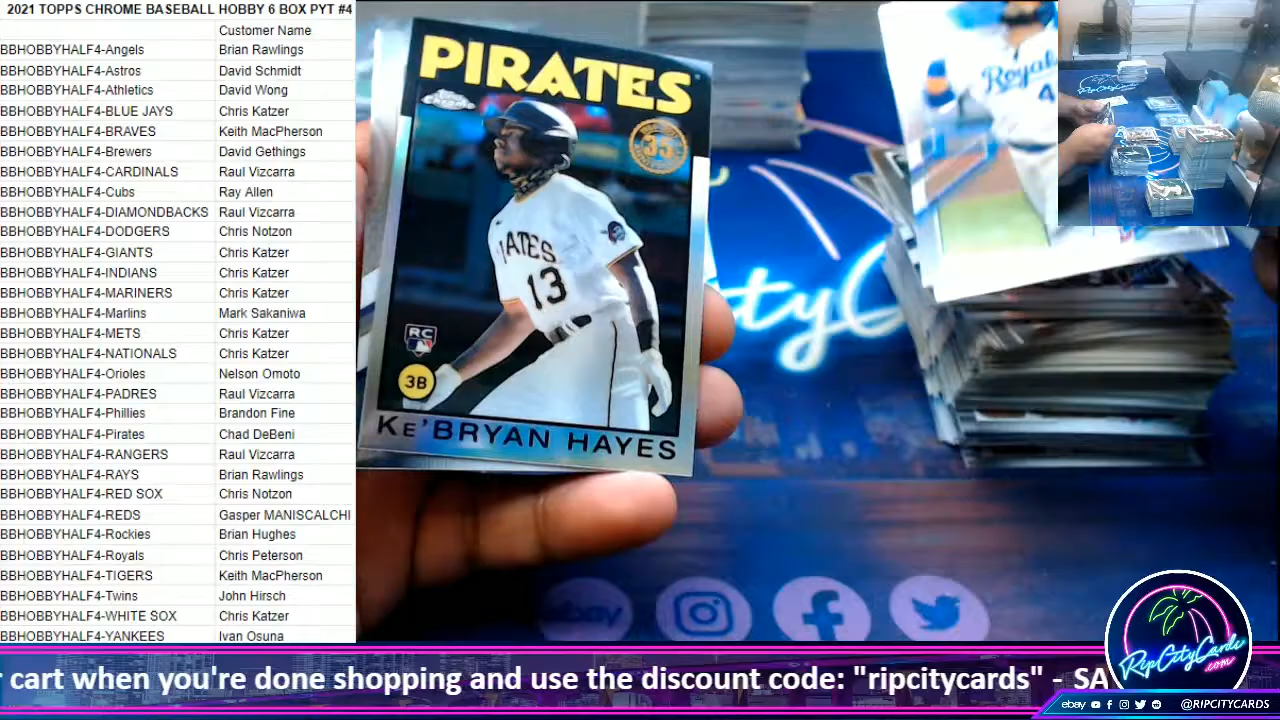 2021 TOPPS CHROME BASEBALL HOBBY 6 BOX PYT #4
Customer Name
BBHOBBYHALF4-Angels Brian Rawlings
BBHOBBYHALF4-Astros David Schmidt
BBHOBBYHALF4-Athletics David Wong
BBHOBBYHALF4-BLUE JAYS Chris Katzer
BBHOBBYHALF4-BRAVES Keith MacPherson
BBHOBBYHALF4-Brewers David Gethings
BBHOBBYHALF4-CARDINALS Raul Vizcarra
BBHOBBYHALF4-Cubs Ray Allen
BBHOBBYHALF4-DIAMONDBACKS Raul Vizcarra
BBHOBBYHALF4-DODGERS Chris Notzon
BBHOBBYHALF4-GIANTS Chris Katzer
BBHOBBYHALF4-INDIANS Chris Katzer
BBHOBBYHALF4-MARINERS Chris Katzer
BBHOBBYHALF4-Marlins Mark Sakaniwa
BBHOBBYHALF4-METS Chris Katzer
BBHOBBYHALF4-NATIONALS Chris Katzer
BBHOBBYHALF4-Orioles Nelson Omoto
BBHOBBYHALF4-PADRES Raul Vizcarra
BBHOBBYHALF4-Phillies Brandon Fine
BBHOBBYHALF4-Pirates Chad DeBeni
BBHOBBYHALF4-RANGERS Raul Vizcarra
BBHOBBYHALF4-RAYS Brian Rawlings
BBHOBBYHALF4-RED SOX Chris Notzon
BBHOBBYHALF4-REDS Gasper MANISCALCHI
BBHOBBYHALF4-Rockies Brian Hughes
BBHOBBYHALF4-Royals Chris Peterson
BBHOBBYHALF4-TIGERS Keith MacPherson
BBHOBBYHALF4-Twins John Hirsch
BBHOBBYHALF4-WHITE SOX Chris Katzer
BBHOBBYHALF4-YANKEES Ivan Osuna
PIRATES
35
IATES
13
RC
3B
KE'BRYAN HAYES
Royals
4
tyC
ebay
RipCityCards
.com
cart when you're done shopping and use the discount code: "ripcitycards" - SA
ebay @RIPCITYCARDS